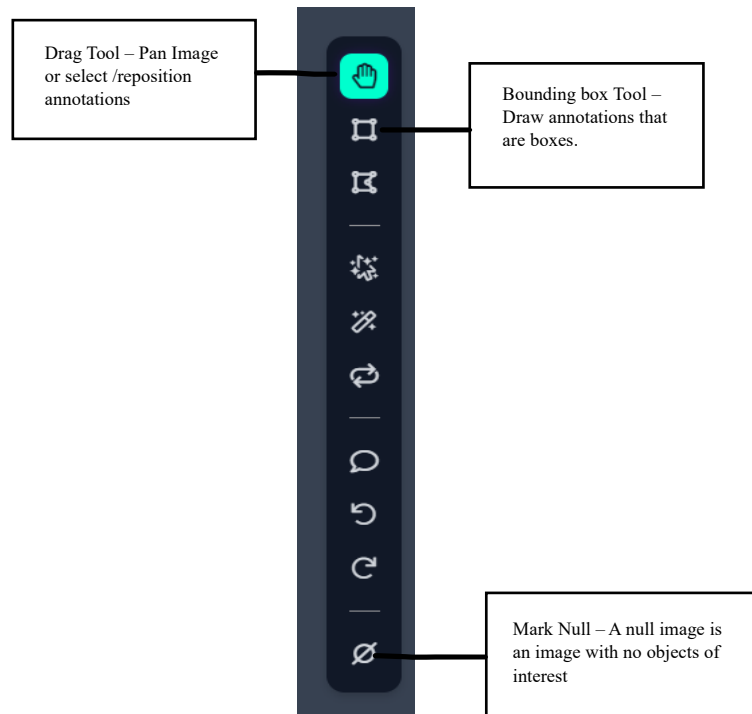 Drag Tool – Pan Image
or select /reposition
annotations
Bounding box Tool –
Draw annotations that
are boxes.
Mark Null – A null image is
an image with no objects of
interest